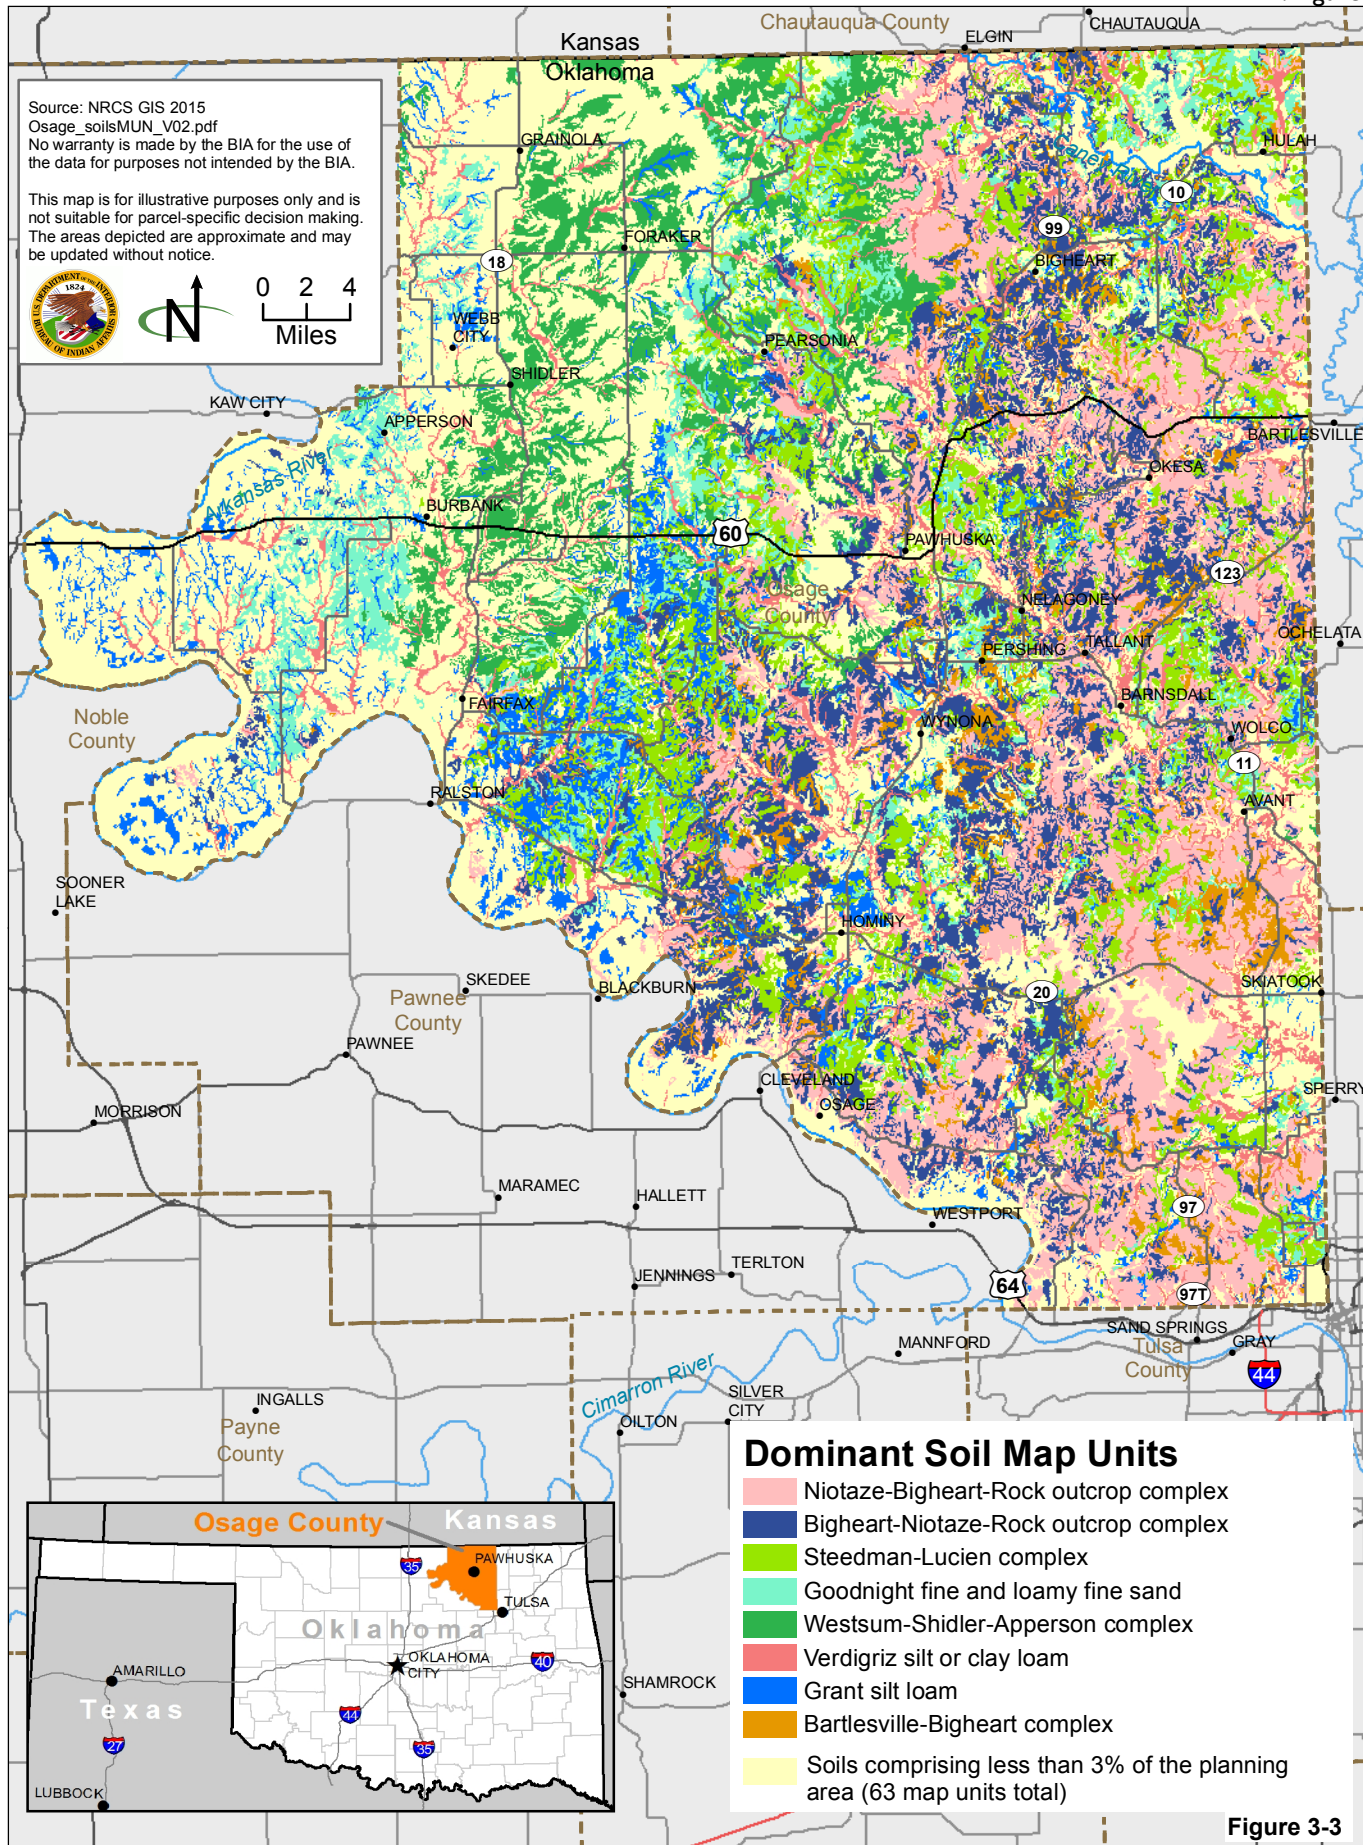 Chautauqua County
CHAUTAUQUA
ELGIN
Kansas
Oklahoma
Source: NRCS GIS 2015
Osage_soilsMUN_V02.pdf
No warranty is made by the BIA for the use of
the data for purposes not intended by the BIA.
This map is for illustrative purposes only and is
not suitable for parcel-specific decision making.
The areas depicted are approximate and may
be updated without notice.
U.S. DEPARTMENT OF THE INTERIOR
1824
BUREAU OF INDIAN AFFAIRS
N
0 2 4
Miles
GRAINOLA
HULAH
10
99
FORAKER
BIGHEART
18
WEBB
CITY
PEARSONIA
SHIDLER
KAW CITY
APPERSON
BARTLESVILLE
Arkansas River
OKESA
BURBANK
60
PAWHUSKA
123
Osage
County
NELAGONEY
OCHELATA
TALLANT
PERSHING
BARNSDALL
FAIRFAX
Noble
County
WYNONA
WOLCO
11
RALSTON
AVANT
SOONER
LAKE
HOMINY
SKEDEE
BLACKBURN
20
SKIATOOK
Pawnee
County
PAWNEE
CLEVELAND
OSAGE
SPERRY
MORRISON
MARAMEC
HALLETT
97
WESTPORT
TERLTON
JENNINGS
64
97T
SAND SPRINGS
MANNFORD
GRAY
Tulsa
County
44
Cimarron River
SILVER
CITY
INGALLS
OILTON
Payne
County
SHAMROCK
Dominant Soil Map Units
Niotaze-Bigheart-Rock outcrop complex
Bigheart-Niotaze-Rock outcrop complex
Steedman-Lucien complex
Goodnight fine and loamy fine sand
Westsum-Shidler-Apperson complex
Verdigriz silt or clay loam
Grant silt loam
Bartlesville-Bigheart complex
Soils comprising less than 3% of the planning
area (63 map units total)
Osage County
Kansas
35
PAWHUSKA
TULSA
Oklahoma
OKLAHOMA
CITY
40
AMARILLO
Texas
44
35
27
LUBBOCK
Figure 3-3